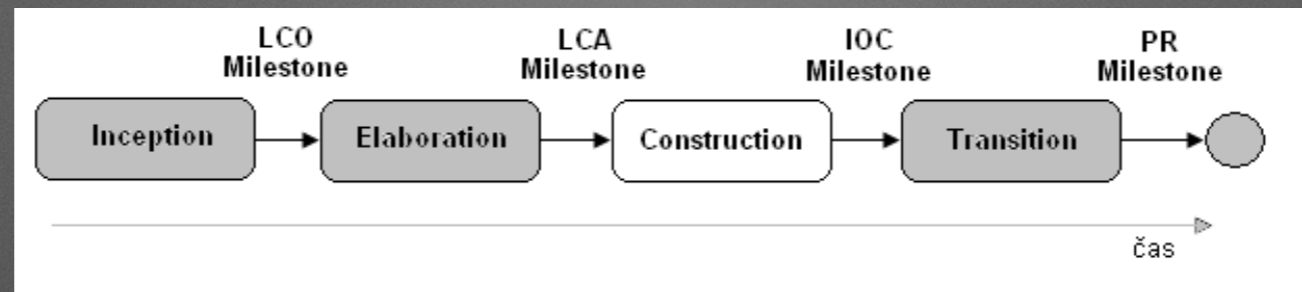 LCO
Milestone
LCA
Milestone
IOC
Milestone
PR
Milestone
Inception
Elaboration
Construction
Transition
čas